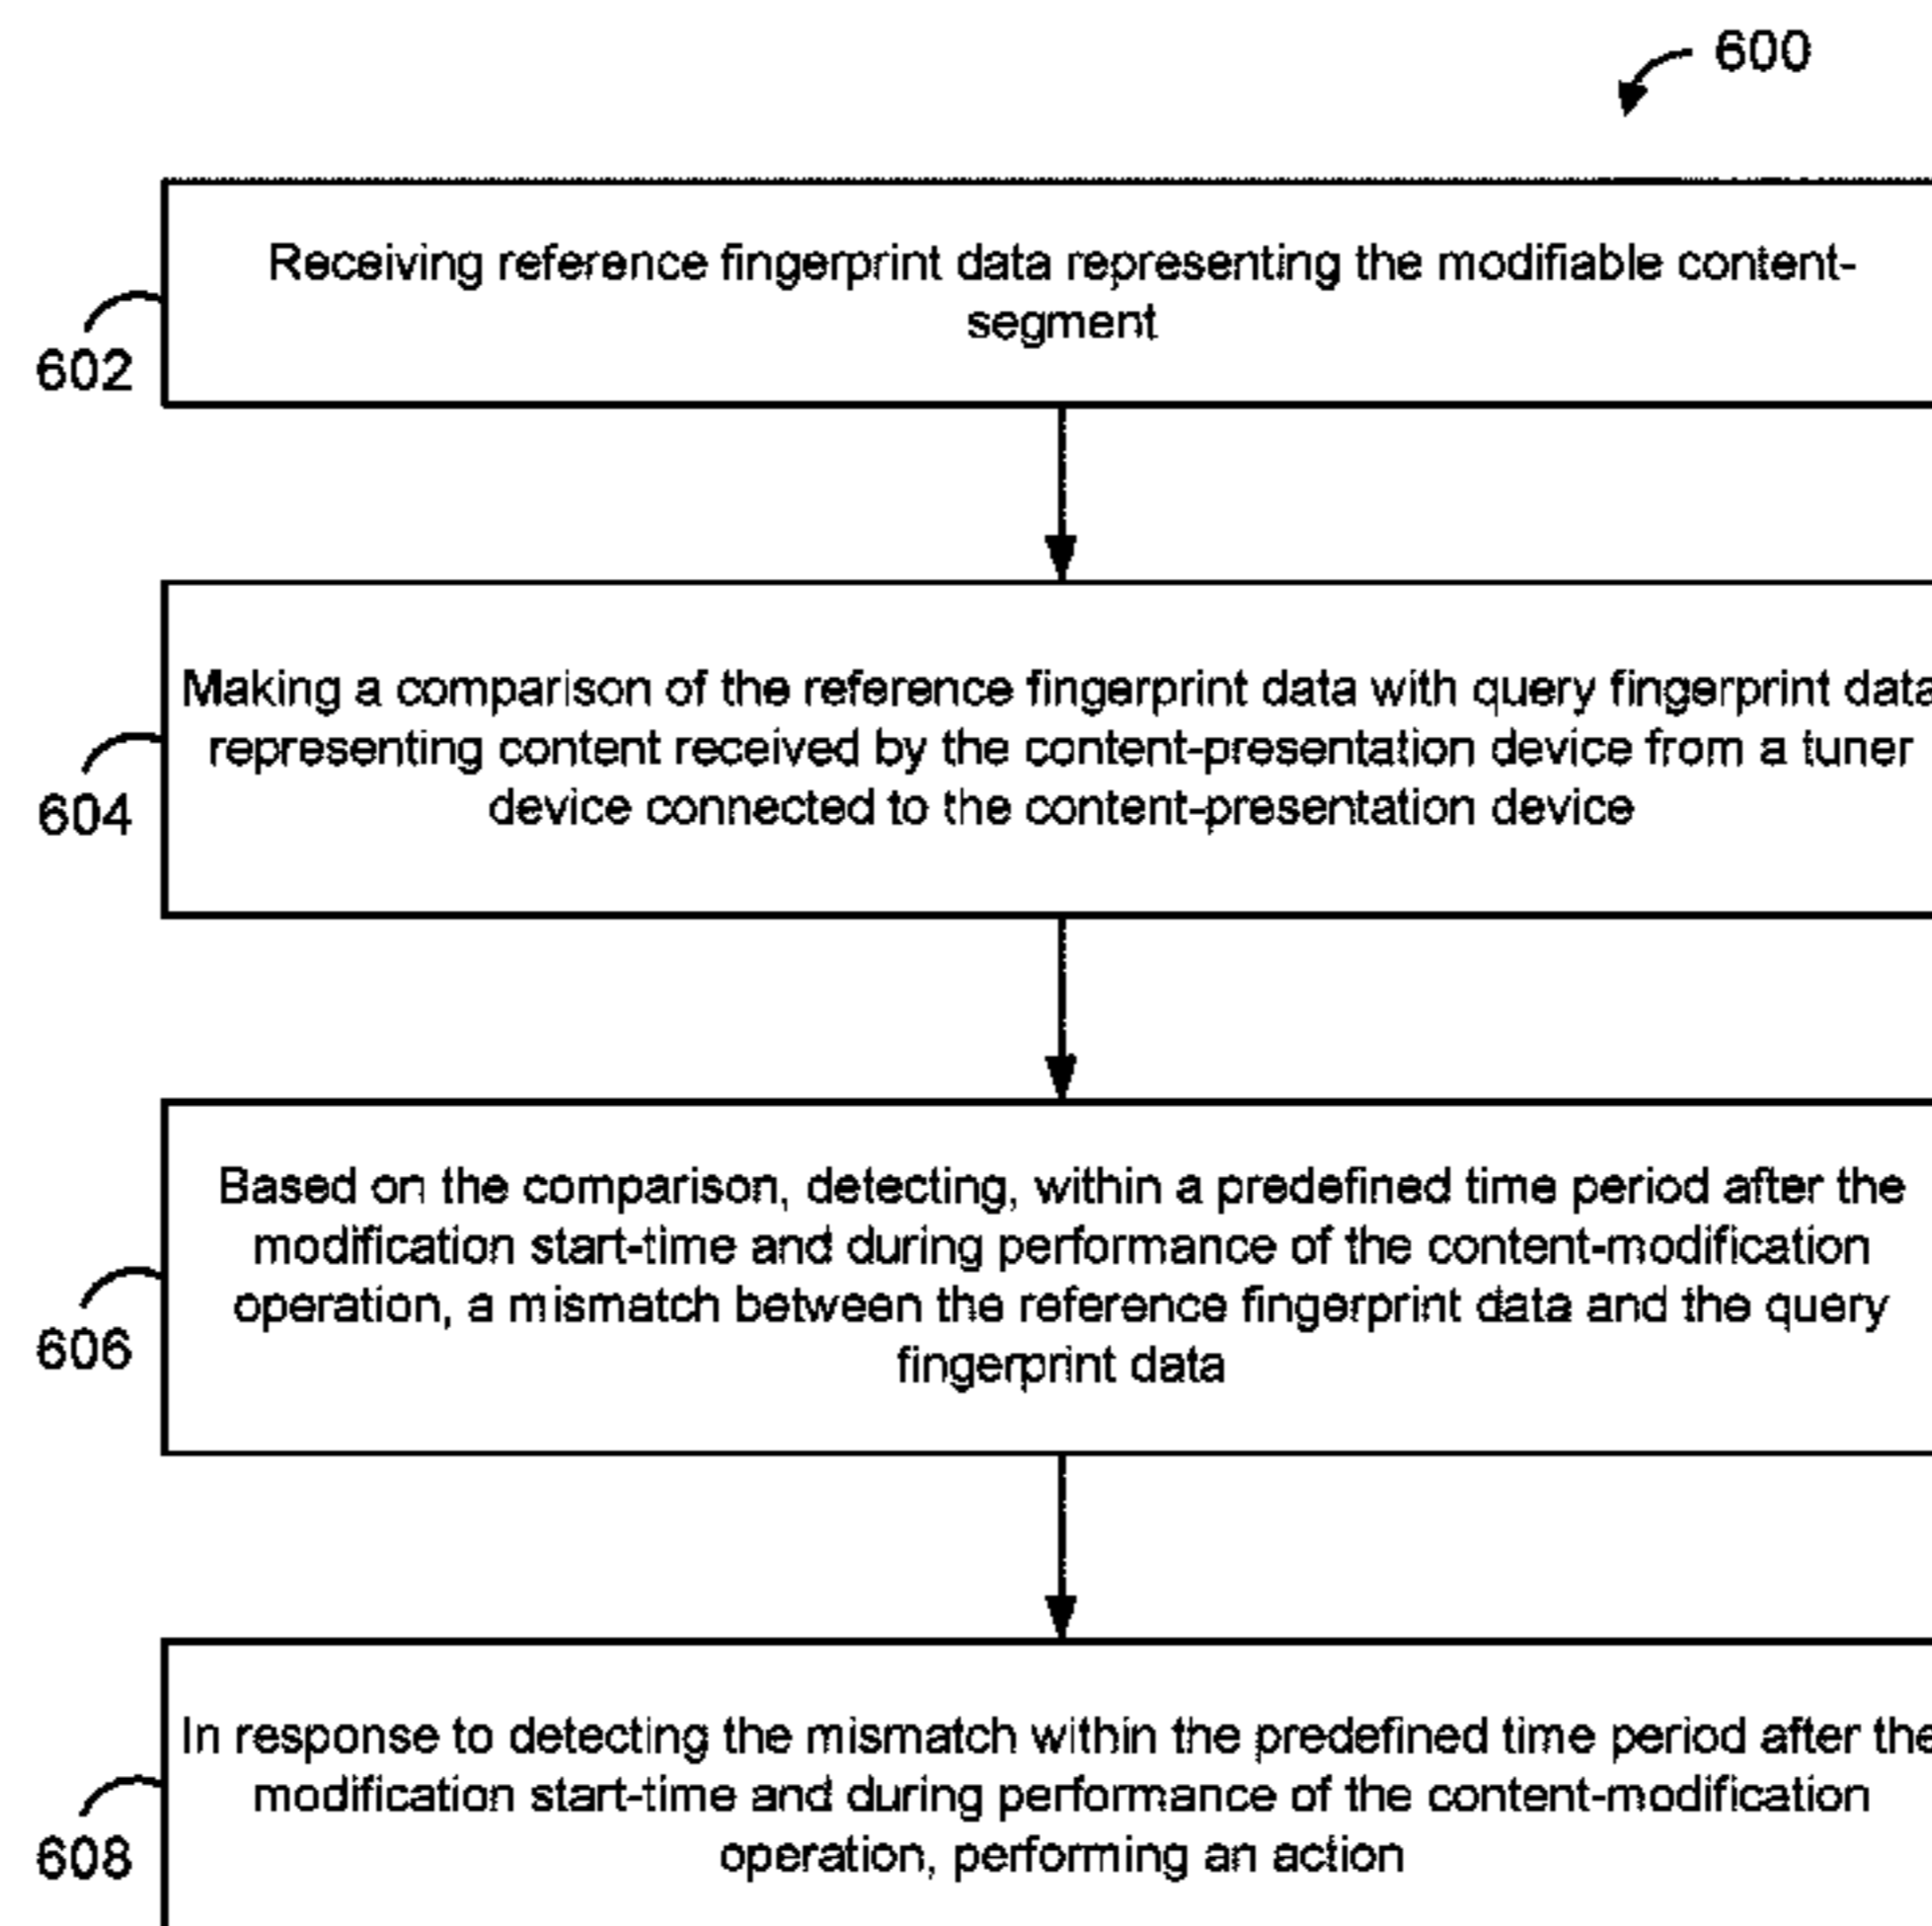 600
Receiving reference fingerprint data representing the modifiable content-
segment
602
Making a comparison of the reference fingerprint data with query fingerprint data
representing content received by the content-presentation device from a tuner
device connected to the content-presentation device
604
Based on the comparison, detecting, within a predefined time period after the
modification start-time and during performance of the content-modification
operation, a mismatch between the reference fingerprint data and the query
fingerprint data
606
In response to detecting the mismatch within the predefined time period after the
modification start-time and during performance of the content-modification
operation, performing an action
608